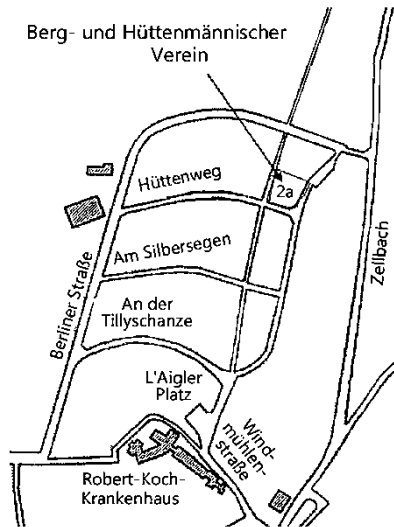 Berg- und Hüttenmännischer
Verein
Hüttenweg
2a
Am Silbersegen
Zellbach
Berliner Straße
An der
Tillyschanze
L'Aigler
Platz
Wind-
mühlen-
straße
Robert-Koch-
Krankenhaus